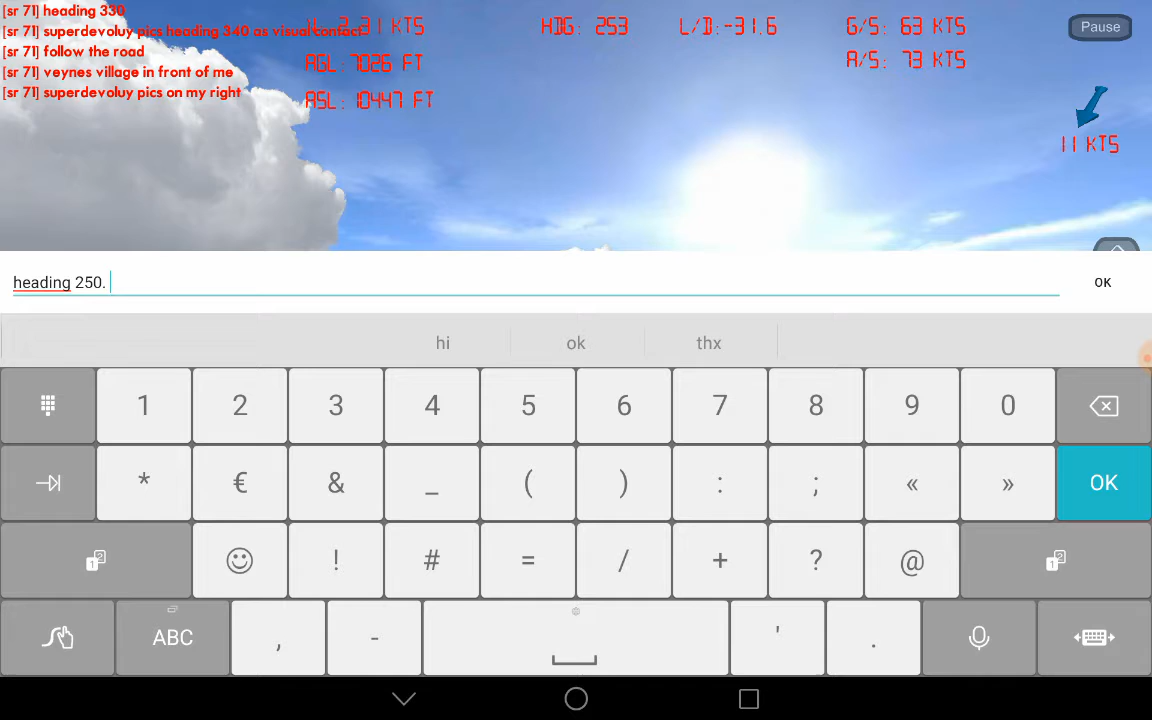 [sr 71] heading 330
[sr 71] superdevoluy pics heading 340 as visual contact
[sr 71] follow the road
[sr 71] veynes village in front of me
[sr 71] superdevoluy pics on my right
2.31 KTS
AGL: 7026 FT
ASL: 10447 FT
HDG: 253
L/D:-31.6
G/S: 63 KTS
A/S: 73 KTS
Pause
11 KTS
heading 250.
OK
hi ok thx
1 2 3 4 5 6 7 8 9 0
* € & _ ( ) : ; « » OK
! # = / + ? @
ABC , - ' .